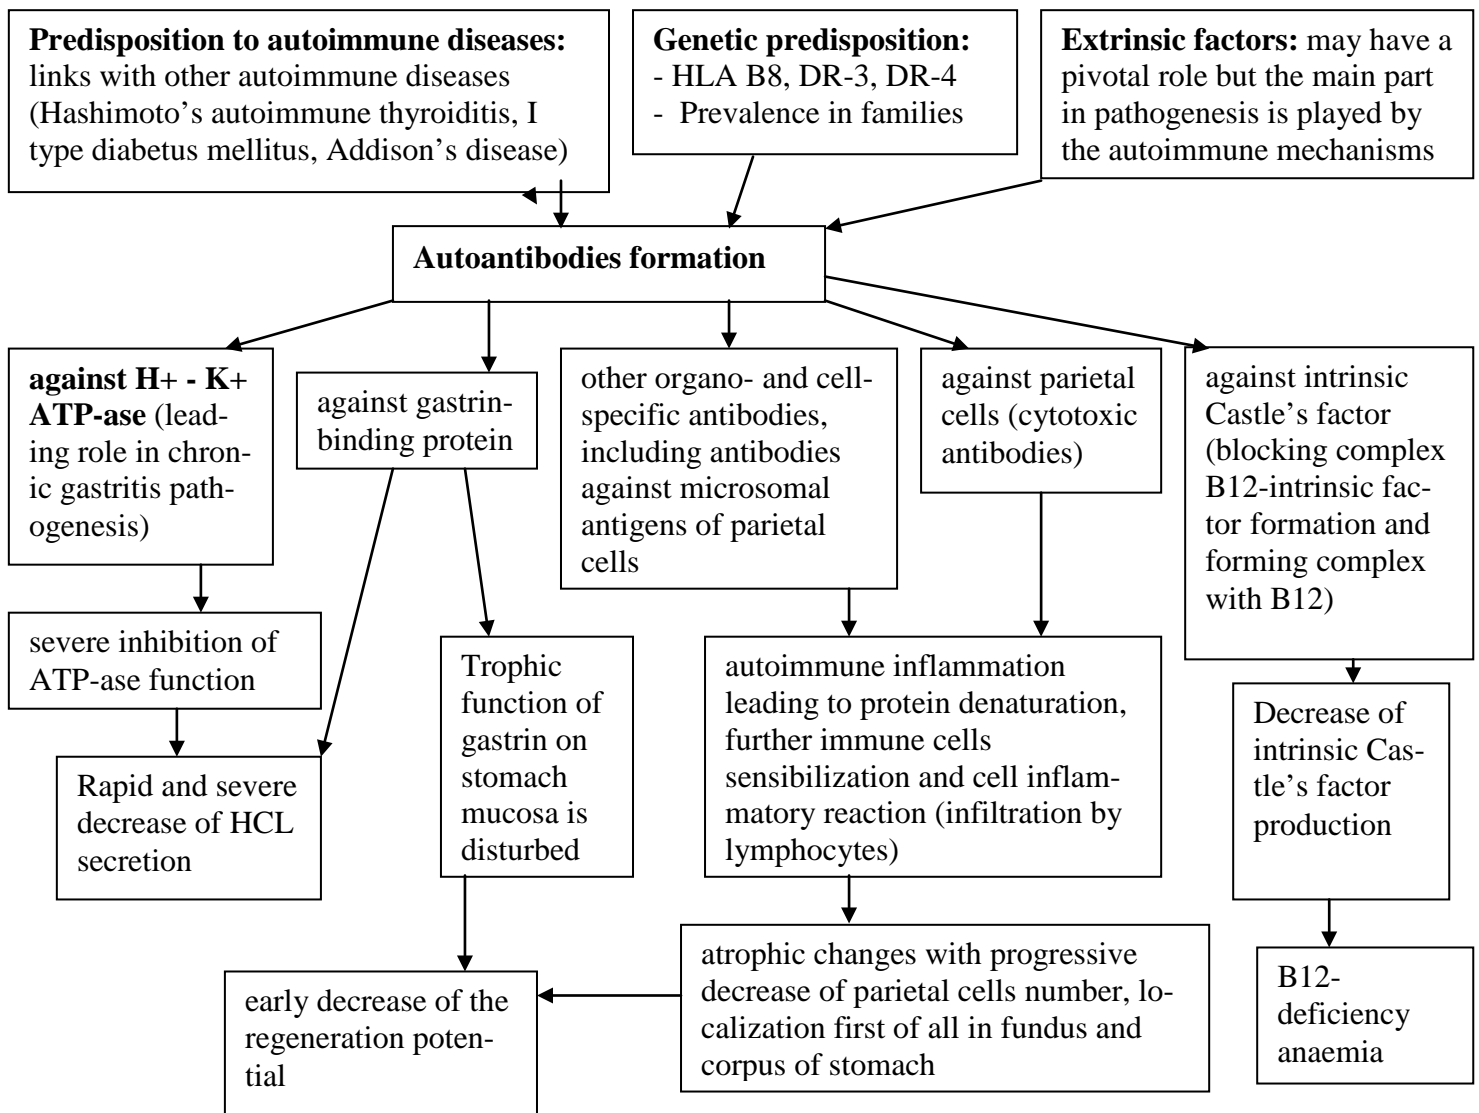 Predisposition to autoimmune diseases:
links with other autoimmune diseases
(Hashimoto’s autoimmune thyroiditis, I
type diabetus mellitus, Addison’s disease)
Genetic predisposition:
- HLA B8, DR-3, DR-4
- Prevalence in families
Extrinsic factors: may have a
pivotal role but the main part
in pathogenesis is played by
the autoimmune mechanisms
Autoantibodies formation
against H+ - K+
ATP-ase (lead-
ing role in chron-
ic gastritis path-
ogenesis)
against gastrin-
binding protein
other organo- and cell-
specific antibodies,
including antibodies
against microsomal
antigens of parietal
cells
against parietal
cells (cytotoxic
antibodies)
against intrinsic
Castle’s factor
(blocking complex
B12-intrinsic fac-
tor formation and
forming complex
with B12)
severe inhibition of
ATP-ase function
Trophic
function of
gastrin on
stomach
mucosa is
disturbed
autoimmune inflammation
leading to protein denaturation,
further immune cells
sensibilization and cell inflam-
matory reaction (infiltration by
lymphocytes)
Decrease of
intrinsic Cas-
tle’s factor
production
Rapid and severe
decrease of HCL
secretion
early decrease of the
regeneration poten-
tial
atrophic changes with progressive
decrease of parietal cells number, lo-
calization first of all in fundus and
corpus of stomach
B12-
deficiency
anaemia